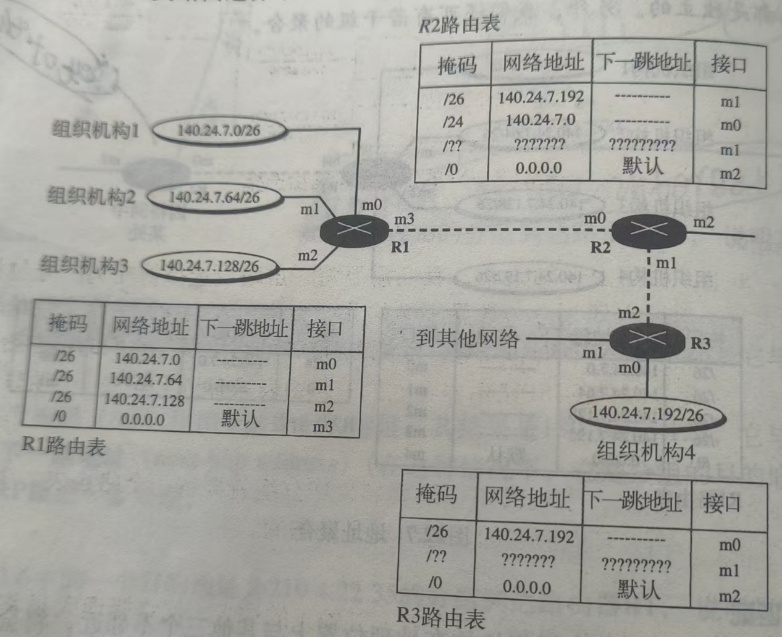 R2路由表
掩码 网络地址 下一跳地址 接口
/26 140.24.7.192 ---------- m1
/24 140.24.7.0 ---------- m0
/?? ??????? ????????? m1
/0 0.0.0.0 默认 m2
组织机构1 140.24.7.0/26
组织机构2 140.24.7.64/26
组织机构3 140.24.7.128/26
m0
m1
m2
m3
R1
m0
R2
m2
m1
m2
到其他网络
m1
R3
m0
140.24.7.192/26
组织机构4
掩码 网络地址 下一跳地址 接口
/26 140.24.7.0 ---------- m0
/26 140.24.7.64 ---------- m1
/26 140.24.7.128 ---------- m2
/0 0.0.0.0 默认 m3
R1路由表
掩码 网络地址 下一跳地址 接口
/26 140.24.7.192 ---------- m0
/?? ??????? ????????? m1
/0 0.0.0.0 默认 m2
R3路由表